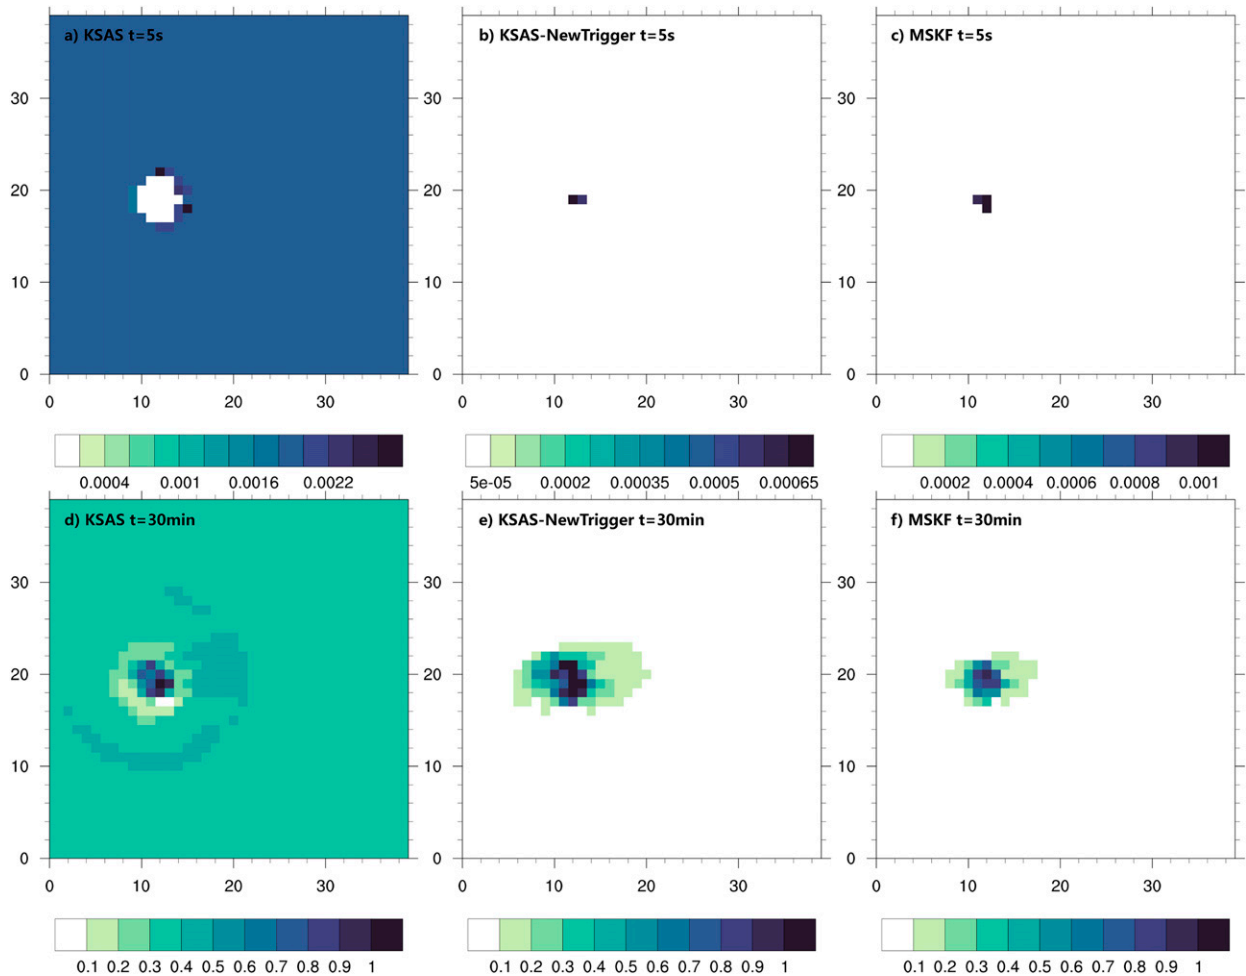 a) KSAS t=5s
b) KSAS-NewTrigger t=5s
c) MSKF t=5s
30 30 30
20 20 20
10 10 10
0 0 0
0 10 20 30 0 10 20 30 0 10 20 30
0.0004 0.001 0.0016 0.0022
5e-05 0.0002 0.00035 0.0005 0.00065
0.0002 0.0004 0.0006 0.0008 0.001
d) KSAS t=30min
e) KSAS-NewTrigger t=30min
f) MSKF t=30min
30 30 30
20 20 20
10 10 10
0 0 0
0 10 20 30 0 10 20 30 0 10 20 30
0.1 0.2 0.3 0.4 0.5 0.6 0.7 0.8 0.9 1
0.1 0.2 0.3 0.4 0.5 0.6 0.7 0.8 0.9 1
0.1 0.2 0.3 0.4 0.5 0.6 0.7 0.8 0.9 1